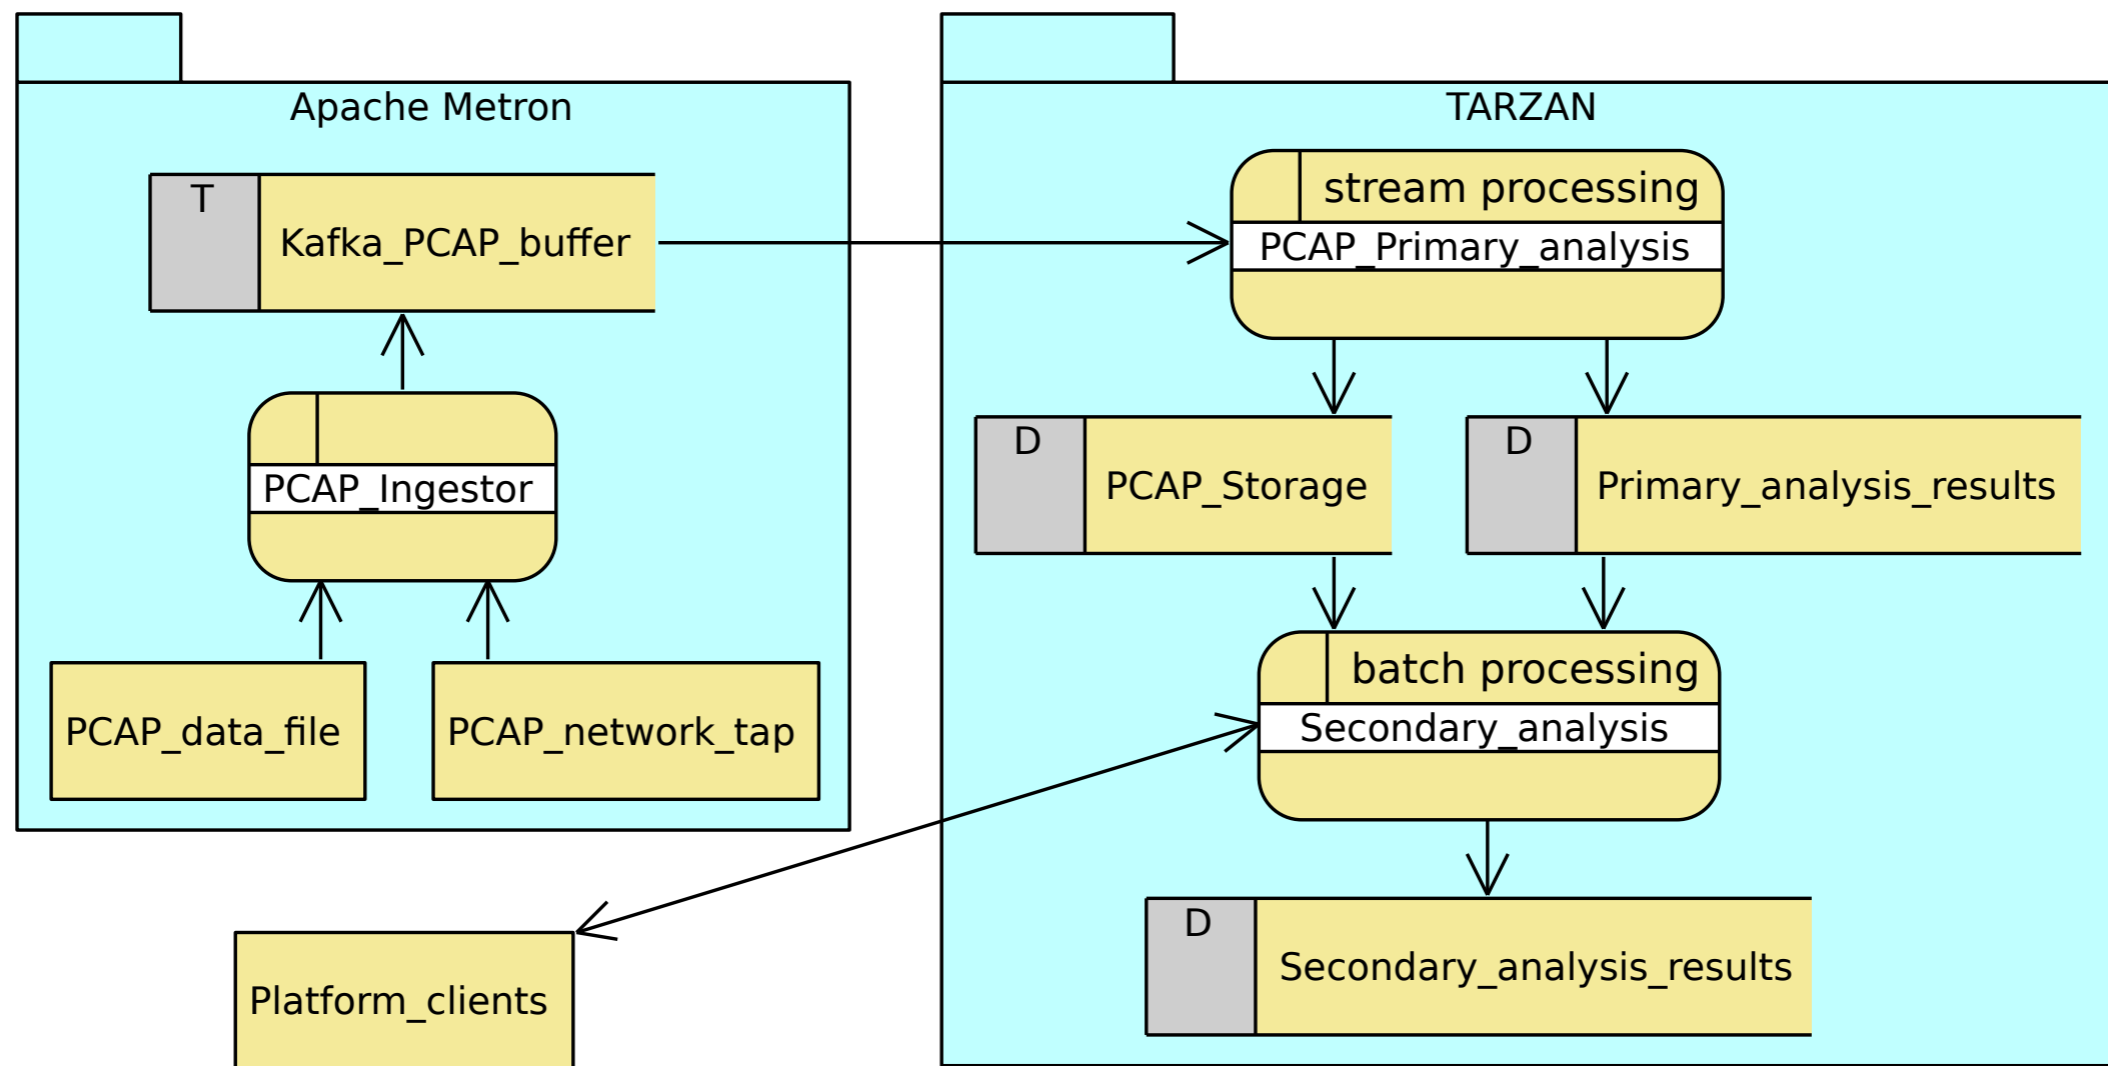 Apache Metron
T
Kafka_PCAP_buffer
PCAP_Ingestor
PCAP_data_file
PCAP_network_tap
Platform_clients
TARZAN
stream processing
PCAP_Primary_analysis
D
PCAP_Storage
D
Primary_analysis_results
batch processing
Secondary_analysis
D
Secondary_analysis_results